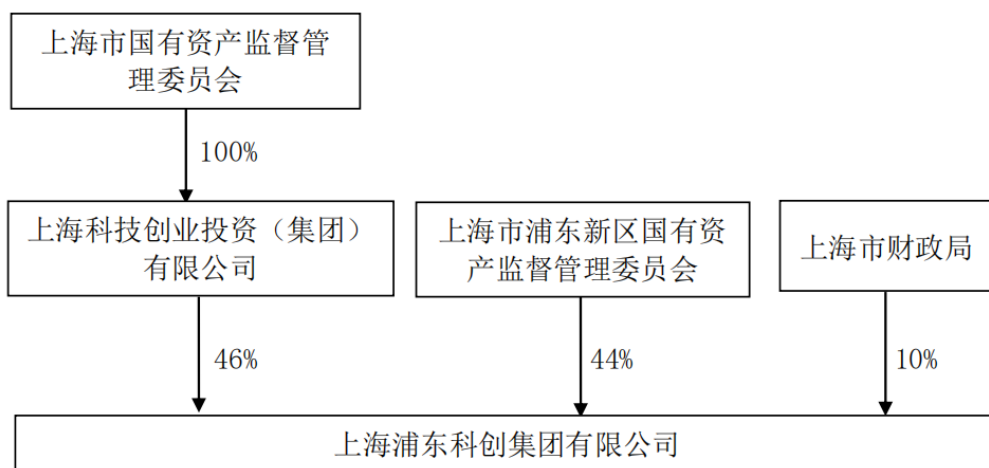 上海市国有资产监督管
理委员会
100%
上海科技创业投资（集团）
有限公司
上海市浦东新区国有资
产监督管理委员会
上海市财政局
46%
44%
10%
上海浦东科创集团有限公司